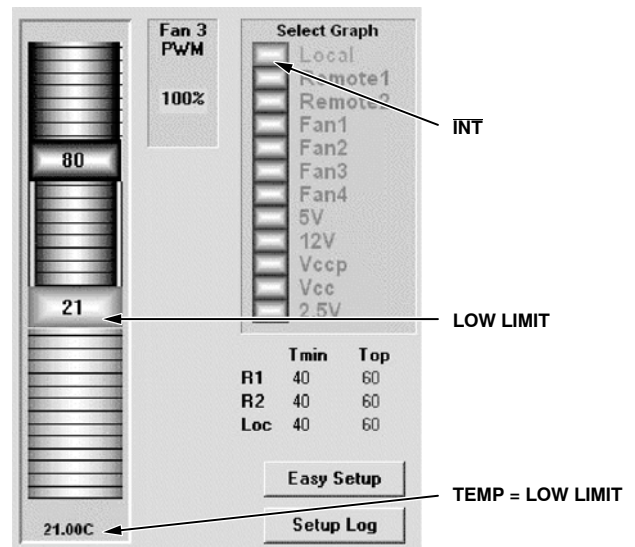 Fan 3
PWM
100%
80
21
21.00C
Select Graph
Local
Remote1
Remote2
Fan1
Fan2
Fan3
Fan4
5V
12V
Vccp
Vcc
2.5V
Tmin Top
R1 40 60
R2 40 60
Loc 40 60
Easy Setup
Setup Log
INT
LOW LIMIT
TEMP = LOW LIMIT